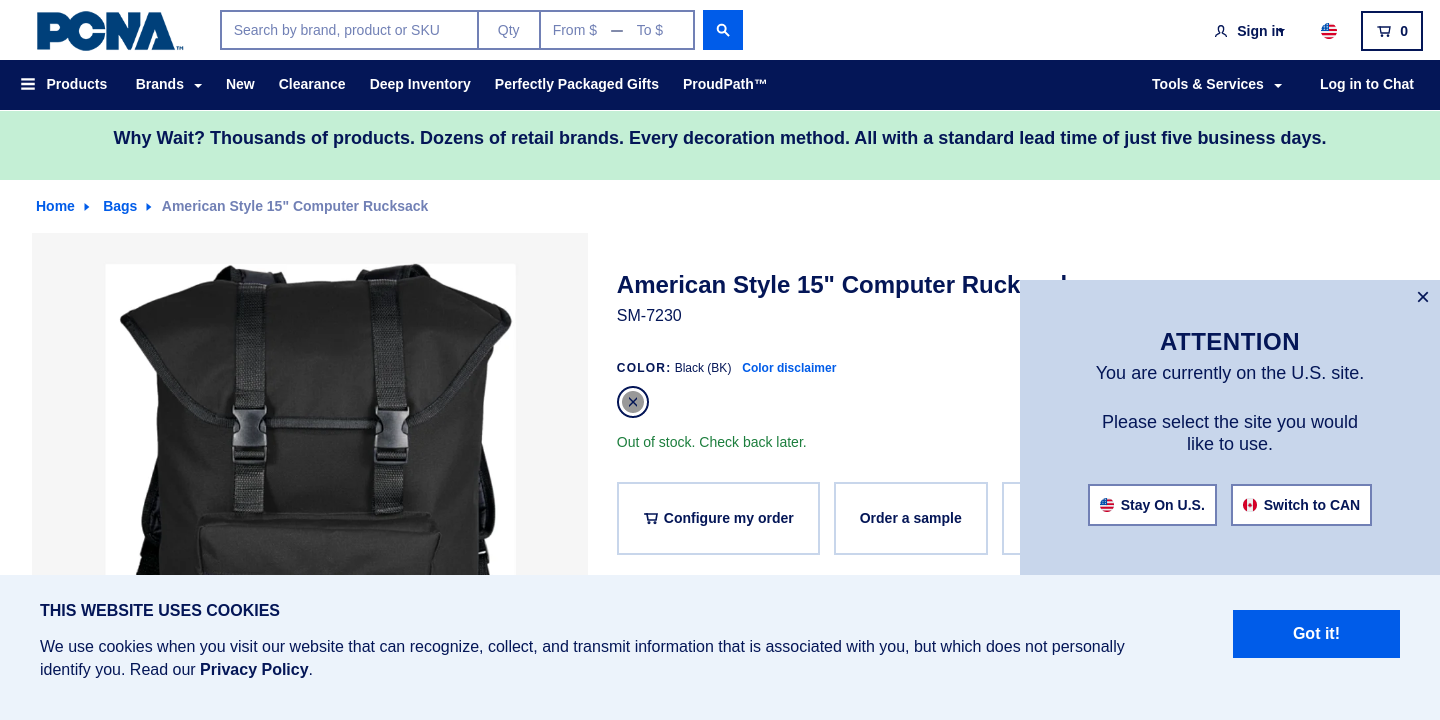 PCNA™
Search by brand, product or SKU
Qty
From $ — To $
Sign in
0
Products
Brands
New
Clearance
Deep Inventory
Perfectly Packaged Gifts
ProudPath™
Tools & Services
Log in to Chat
Why Wait? Thousands of products. Dozens of retail brands. Every decoration method. All with a standard lead time of just five business days.
Home
Bags
American Style 15" Computer Rucksack
American Style 15" Computer Rucksack
SM-7230
COLOR: Black (BK) Color disclaimer
Out of stock. Check back later.
Configure my order
Order a sample
×
ATTENTION
You are currently on the U.S. site.
Please select the site you would
like to use.
Stay On U.S.
Switch to CAN
THIS WEBSITE USES COOKIES
We use cookies when you visit our website that can recognize, collect, and transmit information that is associated with you, but which does not personally
identify you. Read our Privacy Policy.
Got it!